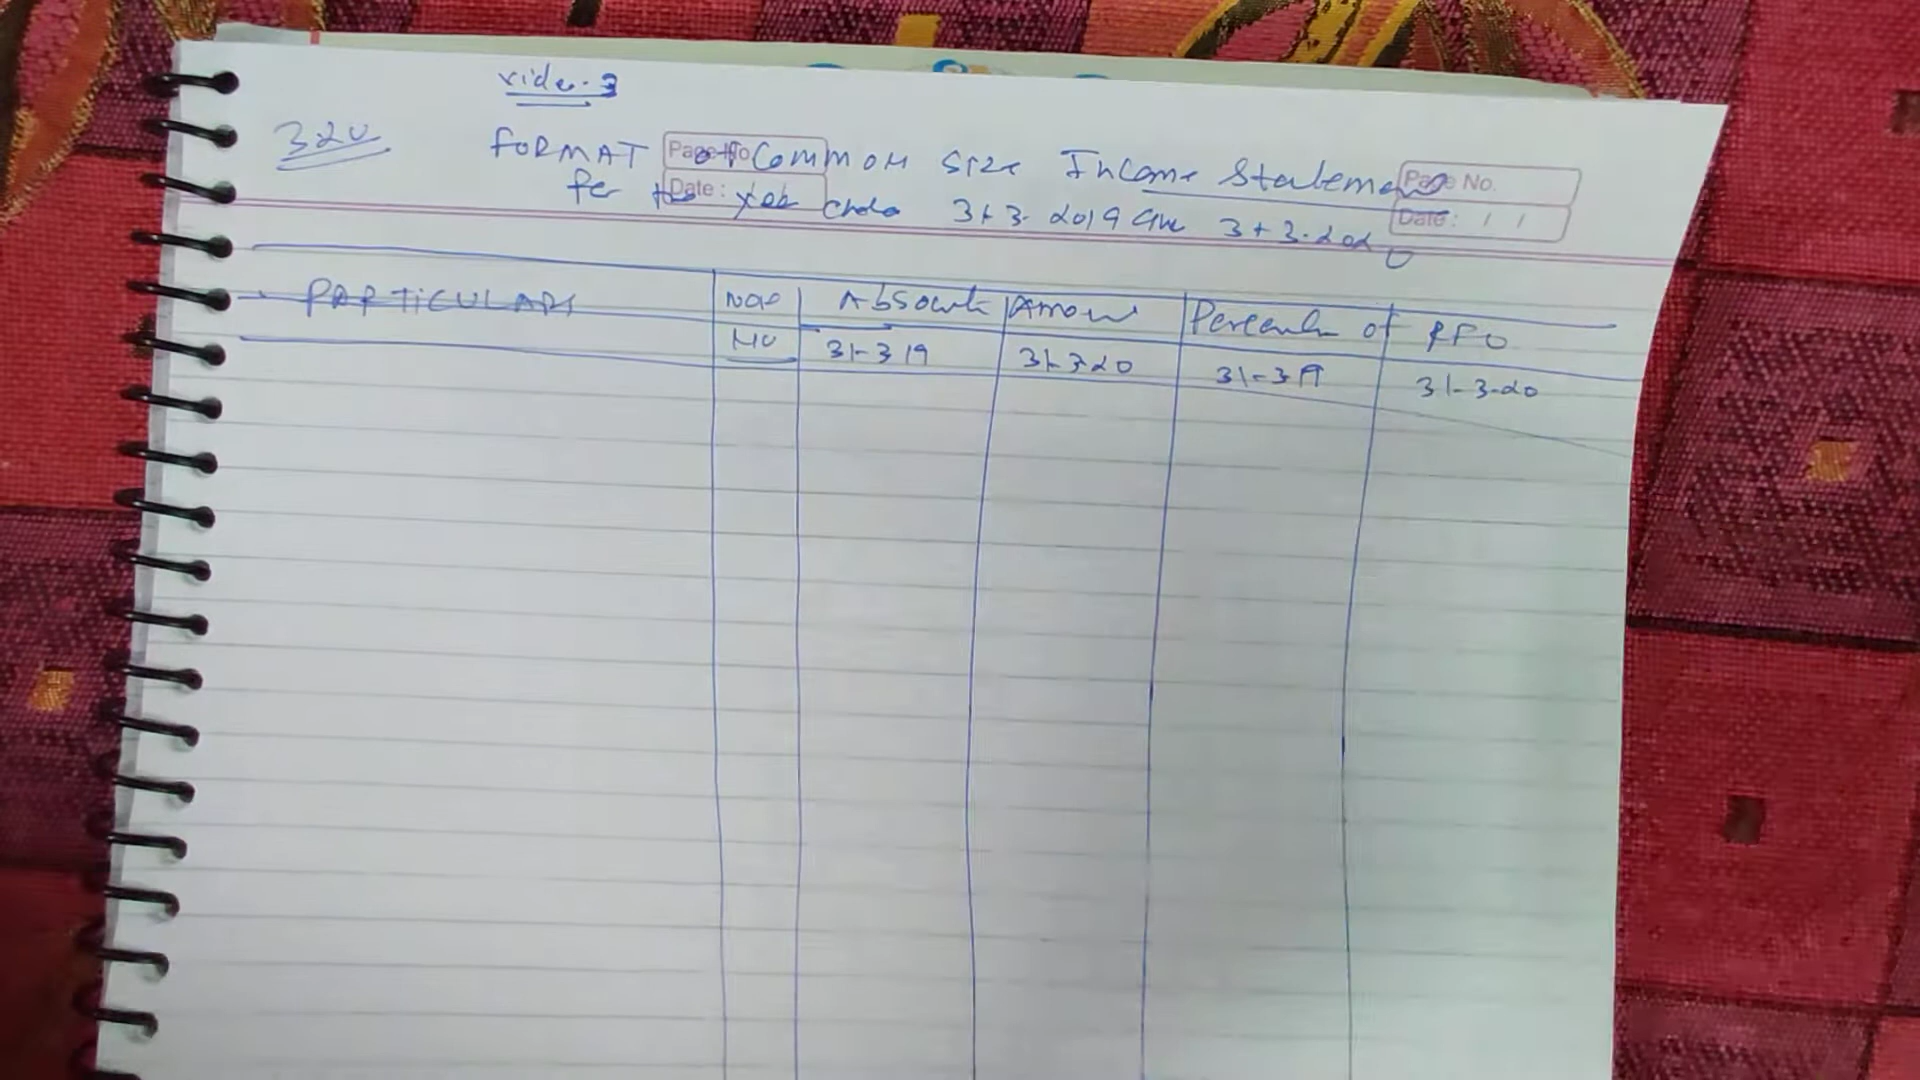 Video-3
3.20 FORMAT of Common Size Income Statement
Page No.
Page No.
for the year ended 31-3-2019 and 31-3-2020
Date:
Date: / /
PARTICULARS Note Absolute Amount Percentage of RFO
No 31-3-19 31-3-20 31-3-19 31-3-20